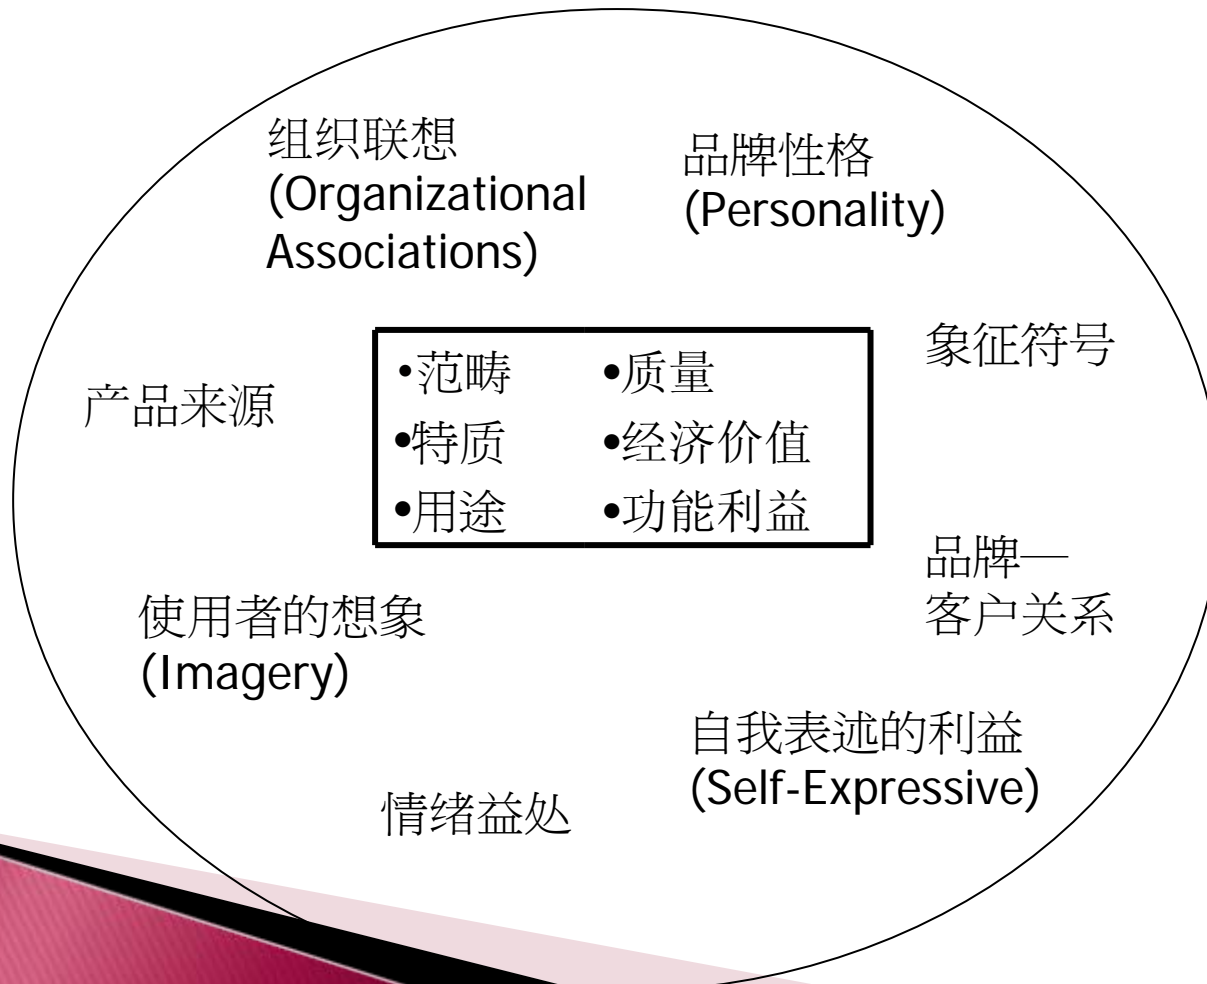 组织联想
(Organizational
Associations)
品牌性格
(Personality)
象征符号
产品来源
•范畴 •质量
•特质 •经济价值
•用途 •功能利益
品牌—
客户关系
使用者的想象
(Imagery)
自我表述的利益
(Self-Expressive)
情绪益处